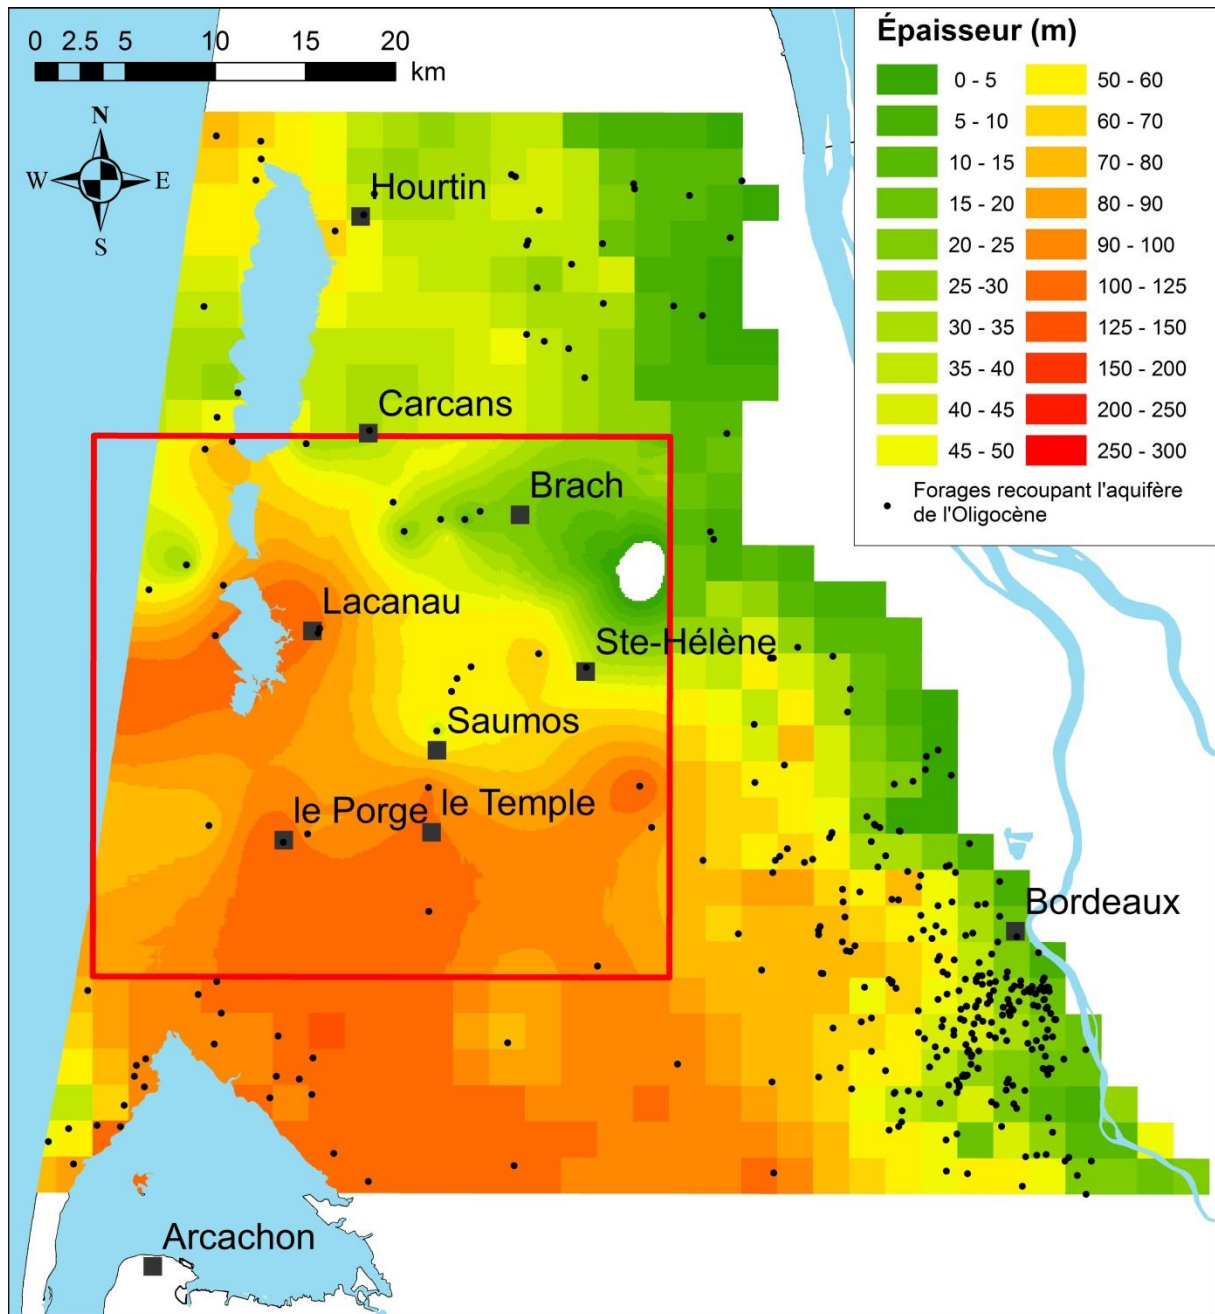 0 2.5 5 10 15 20
km
N
W E
S
Épaisseur (m)
0 - 5 50 - 60
5 - 10 60 - 70
10 - 15 70 - 80
15 - 20 80 - 90
20 - 25 90 - 100
25 -30 100 - 125
30 - 35 125 - 150
35 - 40 150 - 200
40 - 45 200 - 250
45 - 50 250 - 300
Forages recoupant l'aquifère
de l'Oligocène
Hourtin
Carcans
Brach
Lacanau
Ste-Hélène
Saumos
le Porge le Temple
Bordeaux
Arcachon